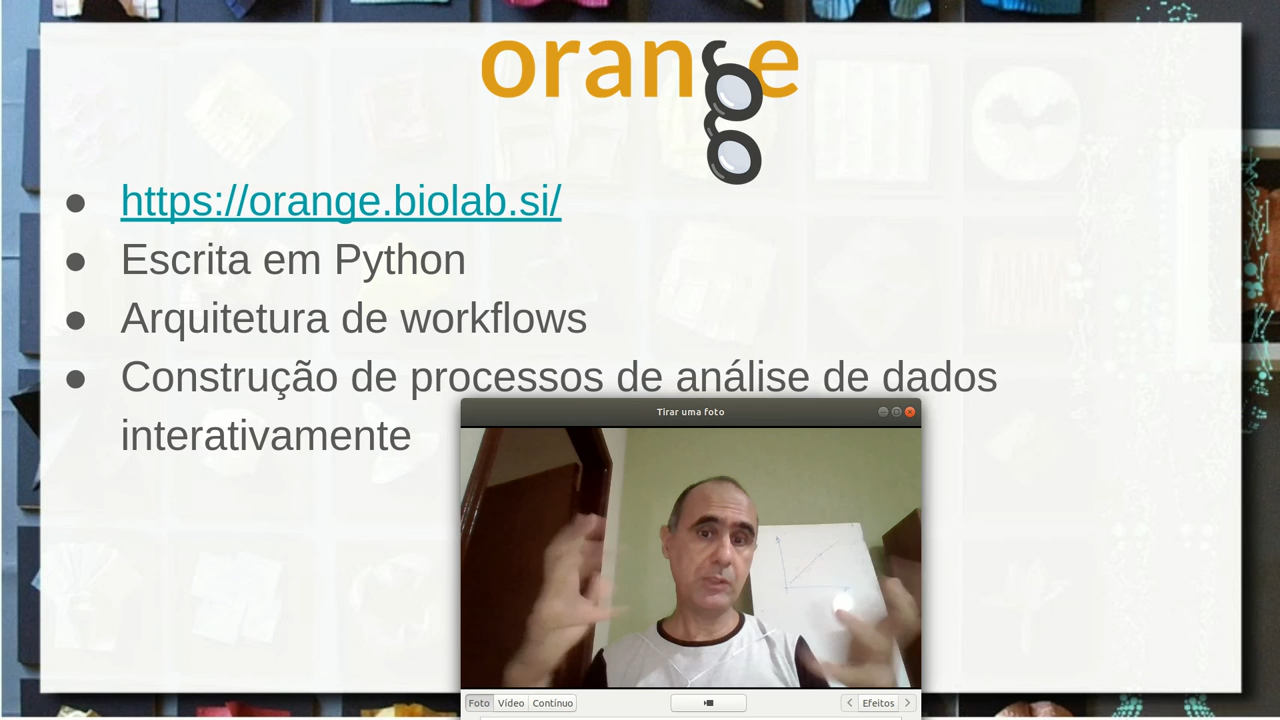 orange
https://orange.biolab.si/
Escrita em Python
Arquitetura de workflows
Construção de processos de análise de dados
interativamente
Tirar uma foto
Foto Vídeo Contínuo Efeitos